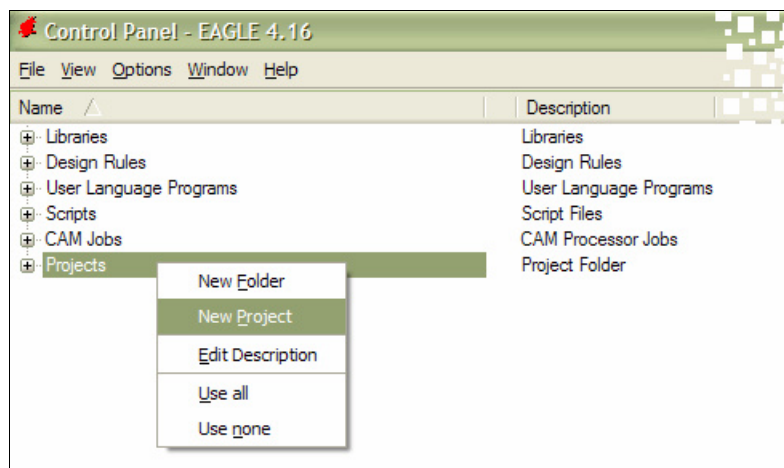 Control Panel - EAGLE 4.16
File View Options Window Help
Name Description
Libraries Libraries
Design Rules Design Rules
User Language Programs User Language Programs
Scripts Script Files
CAM Jobs CAM Processor Jobs
Projects Project Folder
New Folder
New Project
Edit Description
Use all
Use none